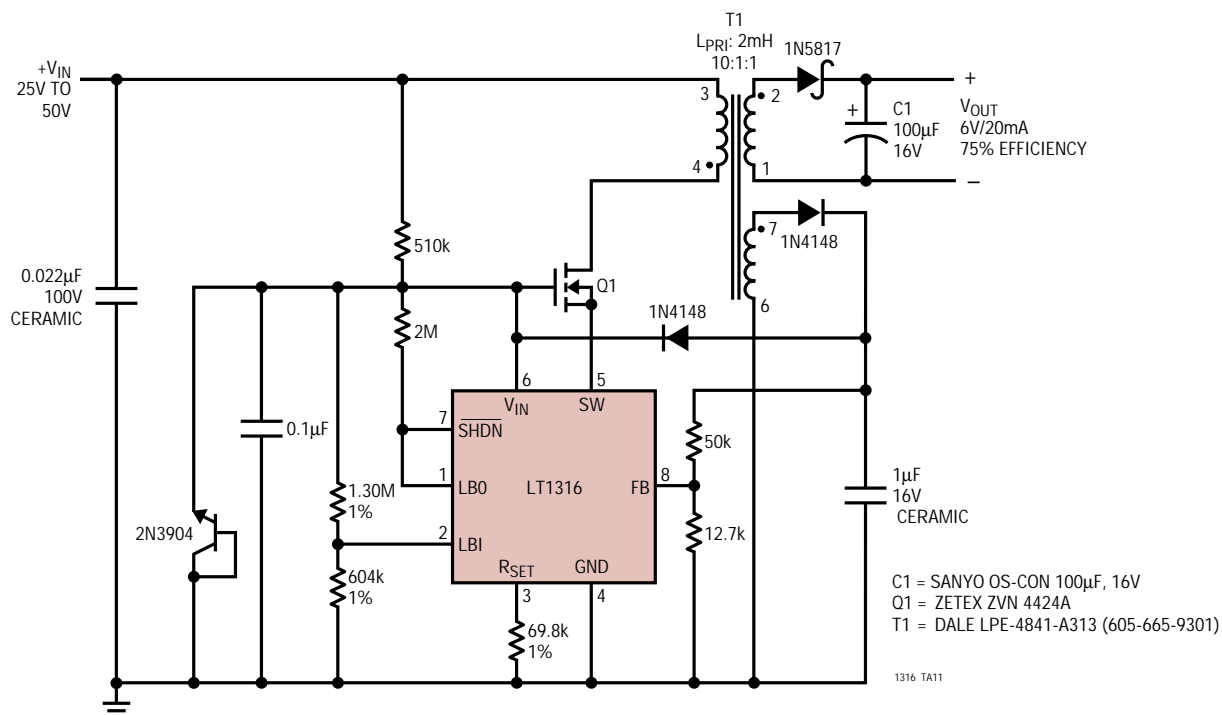 T1
LPRI: 2mH
10:1:1
1N5817
+VIN
25V TO
50V
3
2
4
1
+
C1
100µF
16V
+
VOUT
6V/20mA
75% EFFICIENCY
–
7
1N4148
6
510k
Q1
0.022µF
100V
CERAMIC
2M
1N4148
6
5
VIN
SW
7
SHDN
0.1µF
50k
1
LB0
LT1316
FB
8
1.30M
1%
1µF
16V
CERAMIC
2N3904
2
LBI
12.7k
604k
1%
RSET
GND
3
4
69.8k
1%
C1 = SANYO OS-CON 100µF, 16V
Q1 = ZETEX ZVN 4424A
T1 = DALE LPE-4841-A313 (605-665-9301)
1316 TA11